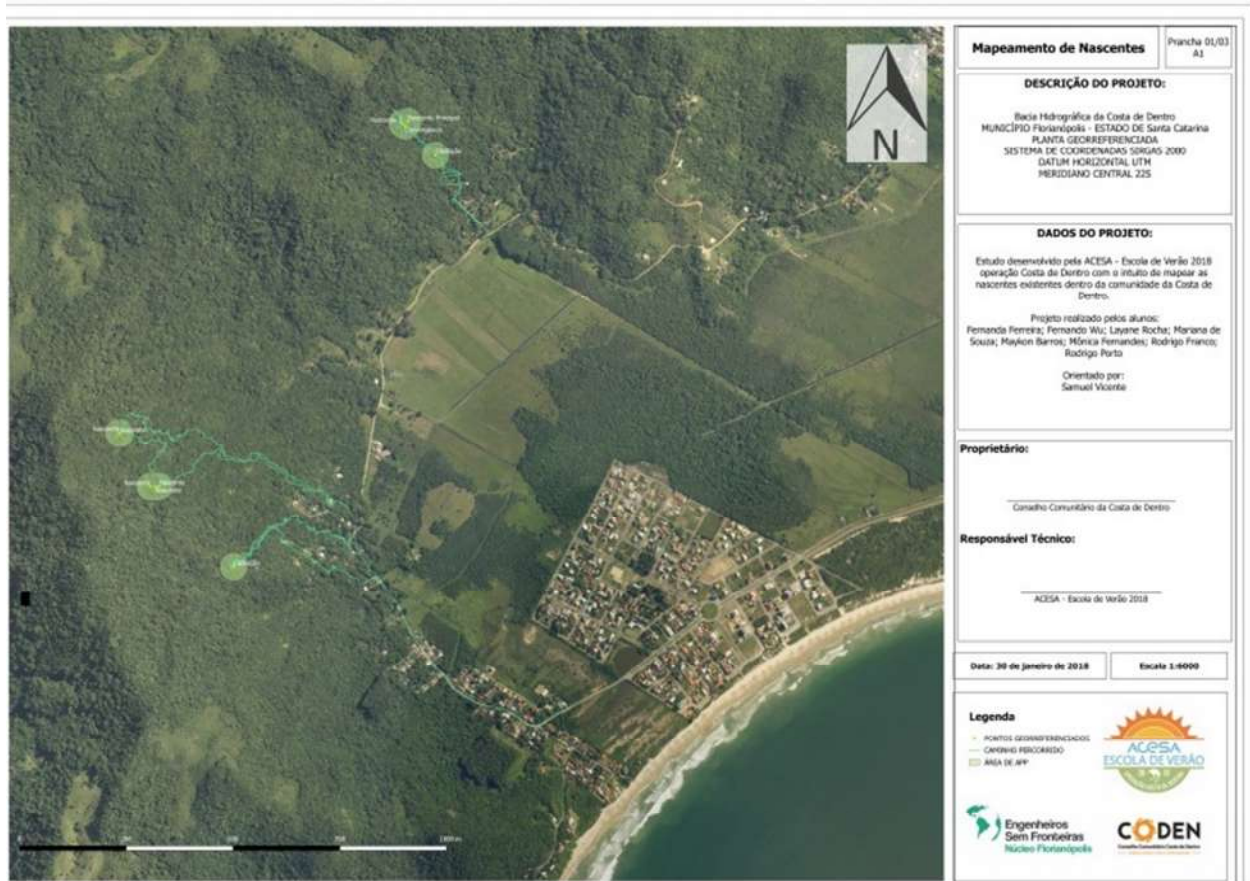 Mapeamento de Nascentes
Prancha 01/03
A1
DESCRIÇÃO DO PROJETO:
Bacia Hidrográfica da Costa de Dentro
MUNICÍPIO Florianópolis - ESTADO DE Santa Catarina
PLANTA GEORREFERENCIADA
SISTEMA DE COORDENADAS SIRGAS 2000
DATUM HORIZONTAL UTM
MERIDIANO CENTRAL 22S
DADOS DO PROJETO:
Estudo desenvolvido pela ACESA - Escola de Verão 2018
operação Costa de Dentro com o intuito de mapear as
nascentes existentes dentro da comunidade da Costa de
Dentro.
Projeto realizado pelos alunos:
Fernanda Ferreira; Fernando Wu; Layane Rocha; Mariana de
Souza; Maykon Barros; Mônica Fernandes; Rodrigo Franco;
Rodrigo Porto
Orientado por:
Samuel Vicente
Proprietário:
Conselho Comunitário da Costa de Dentro
Responsável Técnico:
ACESA - Escola de Verão 2018
Data: 30 de janeiro de 2018
Escala 1:6000
Legenda
PONTOS GEORREFERENCIADOS
CAMINHO PERCORRIDO
ÁREA DE APP
ACESA
ESCOLA DE VERÃO
Engenheiros
Sem Fronteiras
Núcleo Florianópolis
CODEN
Conselho Comunitário Costa de Dentro
N